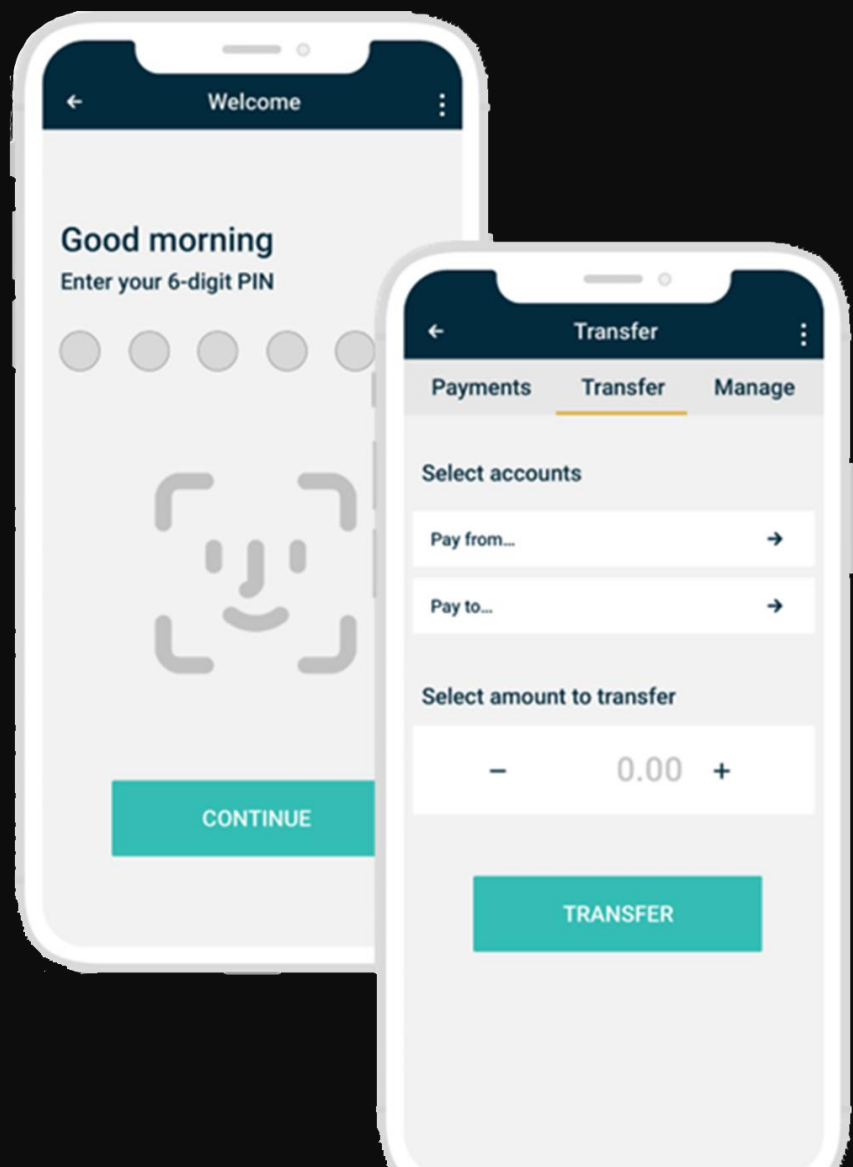 Welcome
Good morning
Enter your 6-digit PIN
CONTINUE
Transfer
Payments Transfer Manage
Select accounts
Pay from...
Pay to...
Select amount to transfer
− 0.00 +
TRANSFER